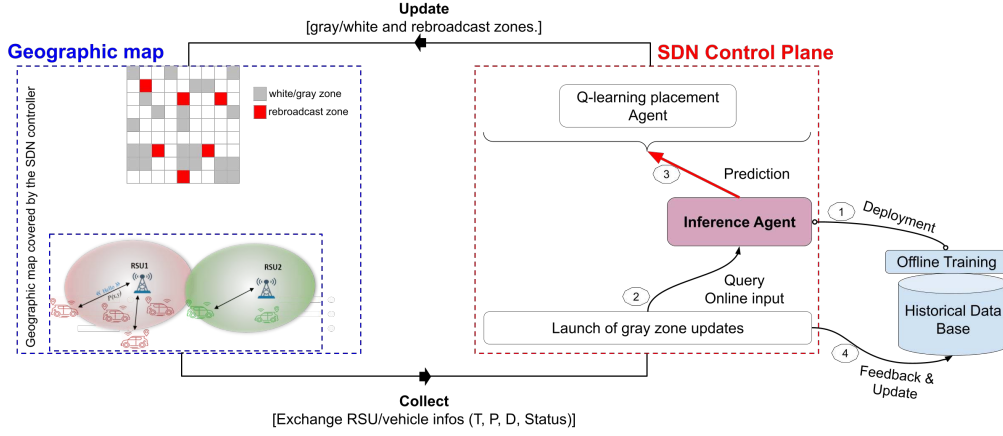 Update
[gray/white and rebroadcast zones.]
Geographic map
SDN Control Plane
Geographic map covered by the SDN controller
white/gray zone
rebroadcast zone
Q-learning placement
Agent
3
Prediction
Inference Agent
1
Deployment
Offline Training
Historical Data
Base
2
Query
Online input
Launch of gray zone updates
4
Feedback &
Update
RSU1
RSU2
Hello
P(x,y)
Collect
[Exchange RSU/vehicle infos (T, P, D, Status)]